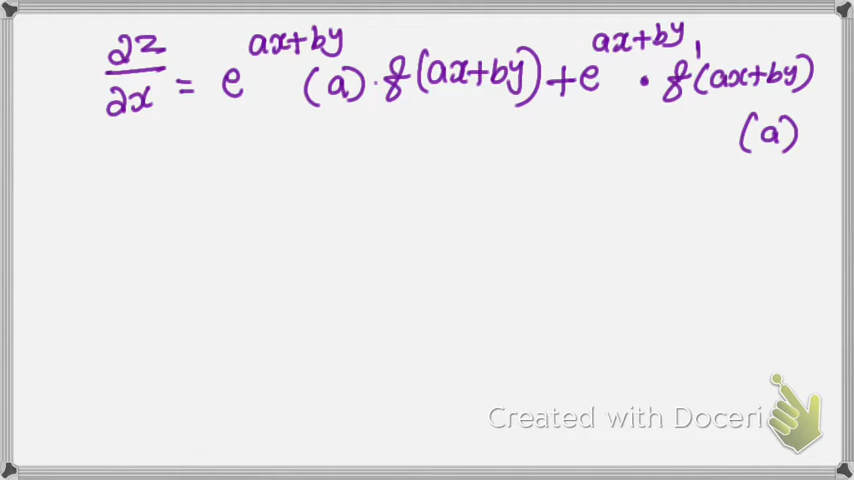 ∂z/∂x = e^(ax+by) (a) · f(ax+by) + e^(ax+by) · f'(ax+by)
(a)
Created with Doceri